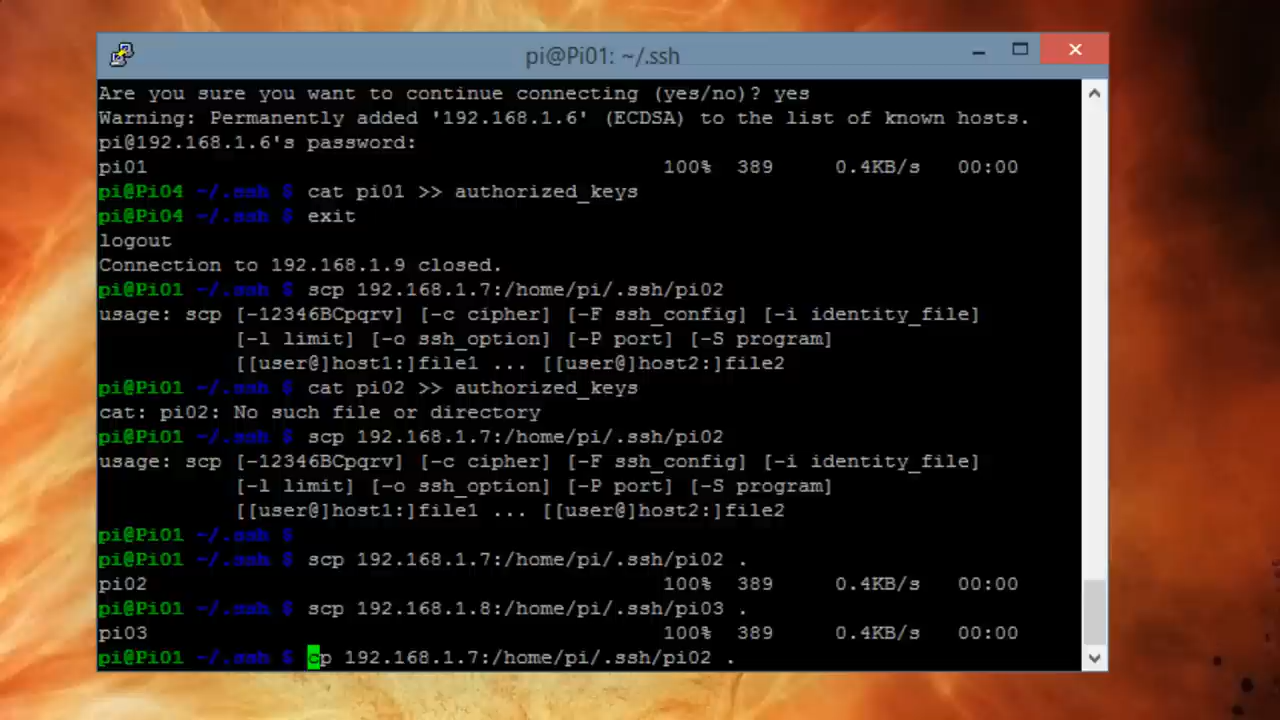 pi@Pi01: ~/.ssh
Are you sure you want to continue connecting (yes/no)? yes
Warning: Permanently added '192.168.1.6' (ECDSA) to the list of known hosts.
pi@192.168.1.6's password:
pi01 100% 389 0.4KB/s 00:00
pi@Pi04 ~/.ssh $ cat pi01 >> authorized_keys
pi@Pi04 ~/.ssh $ exit
logout
Connection to 192.168.1.9 closed.
pi@Pi01 ~/.ssh $ scp 192.168.1.7:/home/pi/.ssh/pi02
usage: scp [-12346BCpqrv] [-c cipher] [-F ssh_config] [-i identity_file]
[-l limit] [-o ssh_option] [-P port] [-S program]
[[user@]host1:]file1 ... [[user@]host2:]file2
pi@Pi01 ~/.ssh $ cat pi02 >> authorized_keys
cat: pi02: No such file or directory
pi@Pi01 ~/.ssh $ scp 192.168.1.7:/home/pi/.ssh/pi02
usage: scp [-12346BCpqrv] [-c cipher] [-F ssh_config] [-i identity_file]
[-l limit] [-o ssh_option] [-P port] [-S program]
[[user@]host1:]file1 ... [[user@]host2:]file2
pi@Pi01 ~/.ssh $
pi@Pi01 ~/.ssh $ scp 192.168.1.7:/home/pi/.ssh/pi02 .
pi02 100% 389 0.4KB/s 00:00
pi@Pi01 ~/.ssh $ scp 192.168.1.8:/home/pi/.ssh/pi03 .
pi03 100% 389 0.4KB/s 00:00
pi@Pi01 ~/.ssh $ cp 192.168.1.7:/home/pi/.ssh/pi02 .